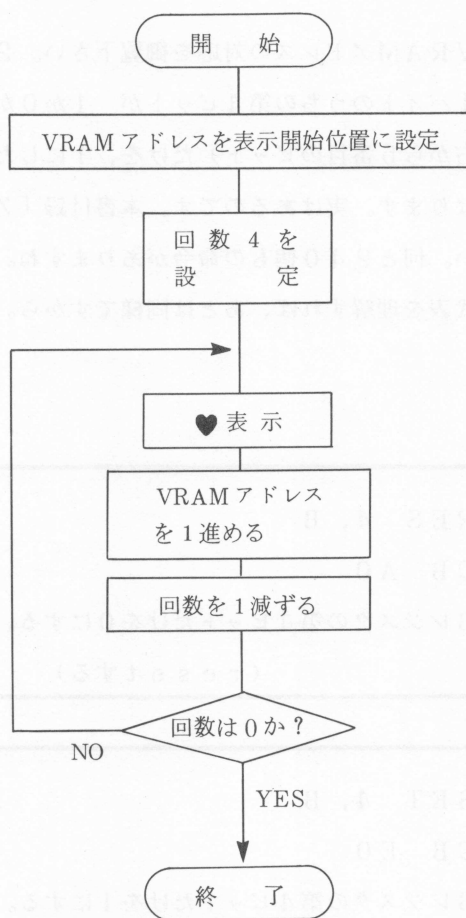 開 始
VRAMアドレスを表示開始位置に設定
回 数 4 を
設 定
♥表 示
VRAMアドレス
を1進める
回数を1減ずる
回数は0か?
NO
YES
終 了